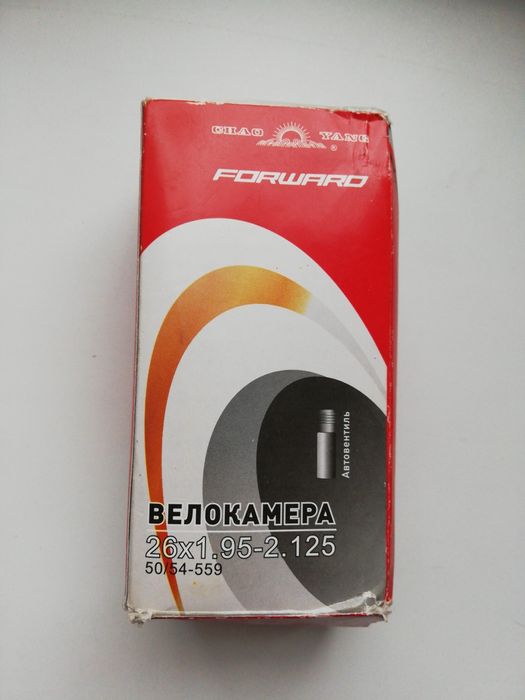 CHAO YANG
®
FORWARD
Автовентиль
ВЕЛОКАМЕРА
26x1.95-2.125
50/54-559